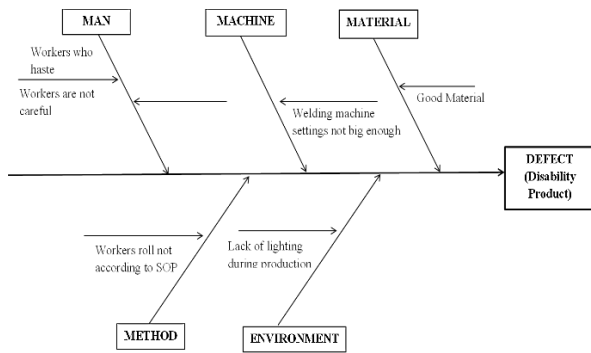 MAN
MACHINE
MATERIAL
Workers who
haste
Workers are not
careful
Welding machine
settings not big enough
Good Material
DEFECT
(Disability
Product)
Workers roll not
according to SOP
Lack of lighting
during production
METHOD
ENVIRONMENT